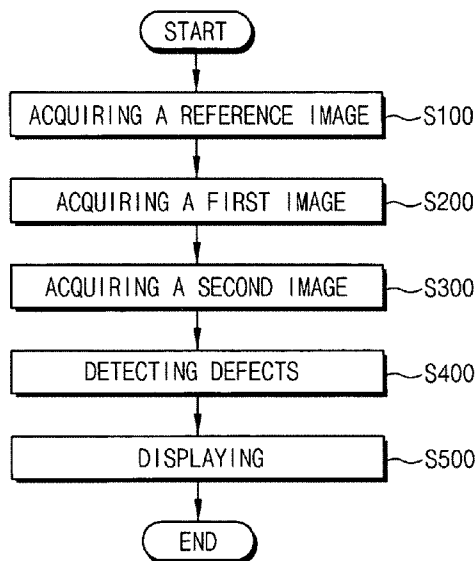 START
ACQUIRING A REFERENCE IMAGE S100
ACQUIRING A FIRST IMAGE S200
ACQUIRING A SECOND IMAGE S300
DETECTING DEFECTS S400
DISPLAYING S500
END